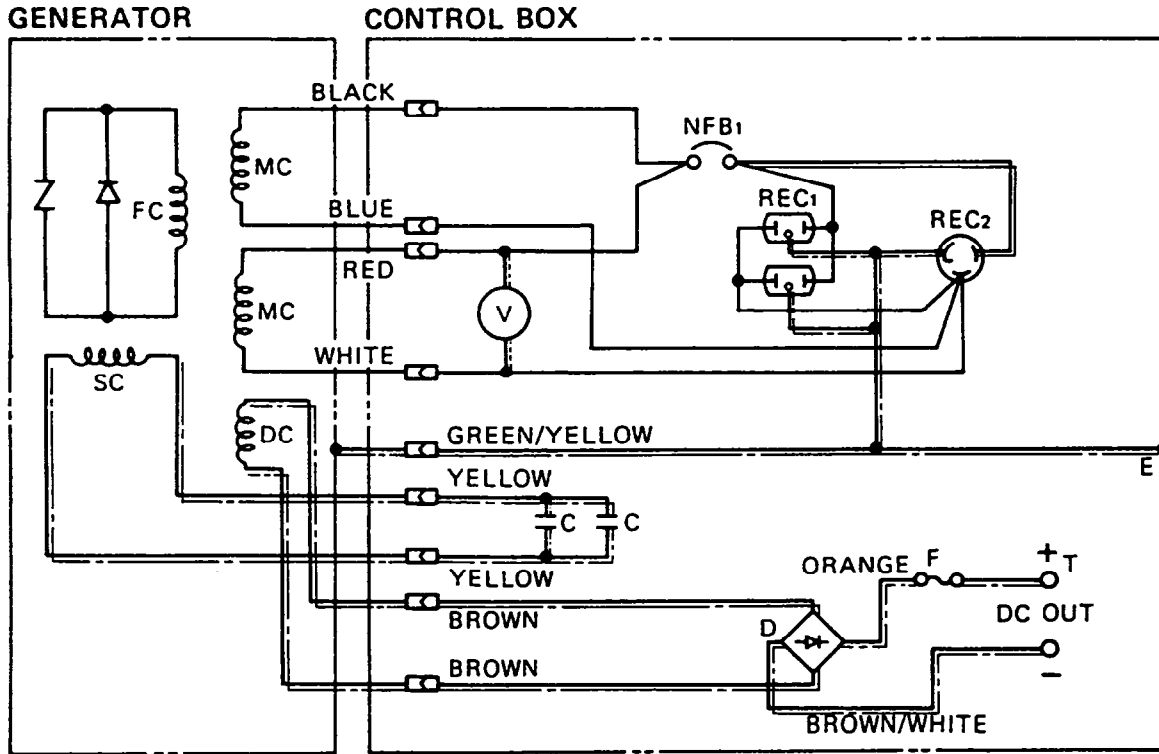 GENERATOR
CONTROL BOX
BLACK
NFB1
MC
FC
REC1
REC2
BLUE
RED
MC
V
WHITE
SC
DC
GREEN/YELLOW
E
YELLOW
C
C
YELLOW
ORANGE
F
+
T
BROWN
D
DC OUT
BROWN
−
BROWN/WHITE